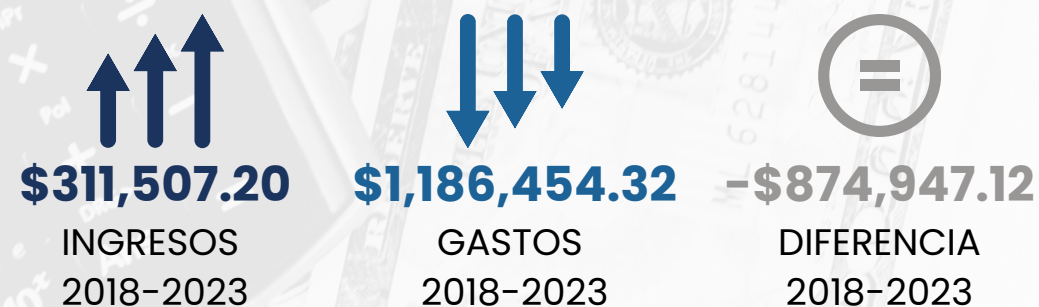 $311,507.20
INGRESOS
2018-2023
$1,186,454.32
GASTOS
2018-2023
-$874,947.12
DIFERENCIA
2018-2023